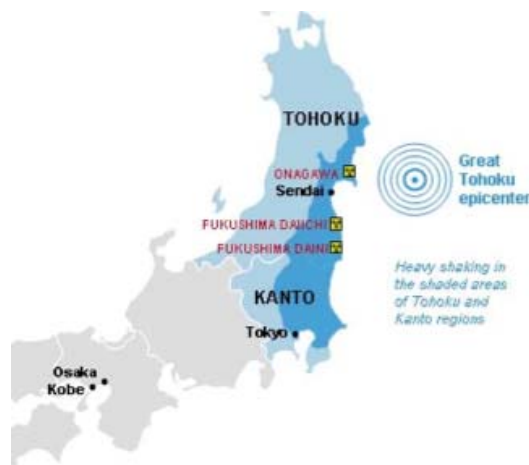 TOHOKU
ONAGAWA
Sendai
Great
Tohoku
epicenter
FUKUSHIMA DAIICHI
FUKUSHIMA DAINI
Heavy shaking in
the shaded areas
of Tohoku and
Kanto regions
KANTO
Tokyo
Osaka
Kobe